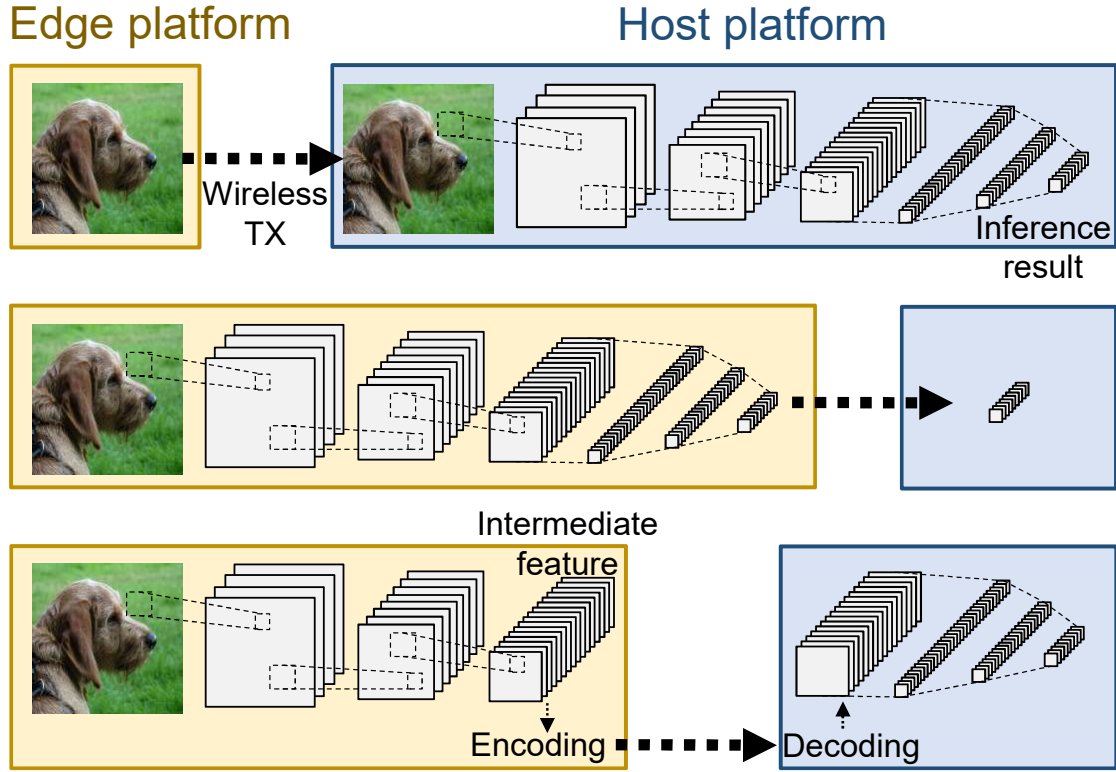 Edge platform
Host platform
Wireless
TX
Inference
result
Intermediate
feature
Encoding
Decoding